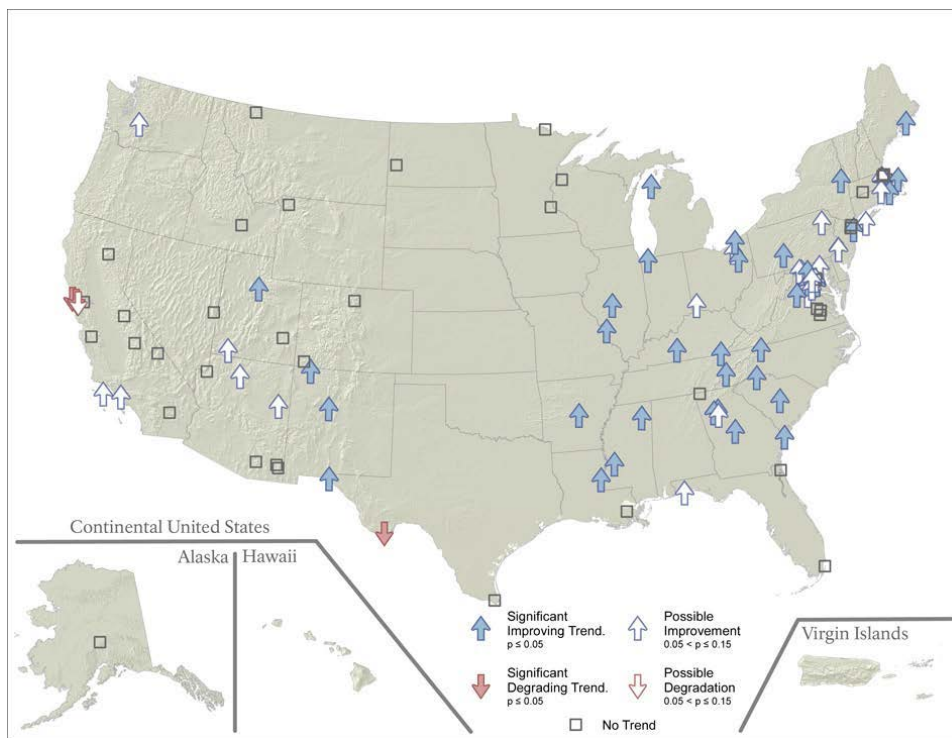 Continental United States
Alaska
Hawaii
Virgin Islands
Significant
Improving Trend.
p ≤ 0.05
Possible
Improvement
0.05 < p ≤ 0.15
Significant
Degrading Trend.
p ≤ 0.05
Possible
Degradation
0.05 < p ≤ 0.15
No Trend